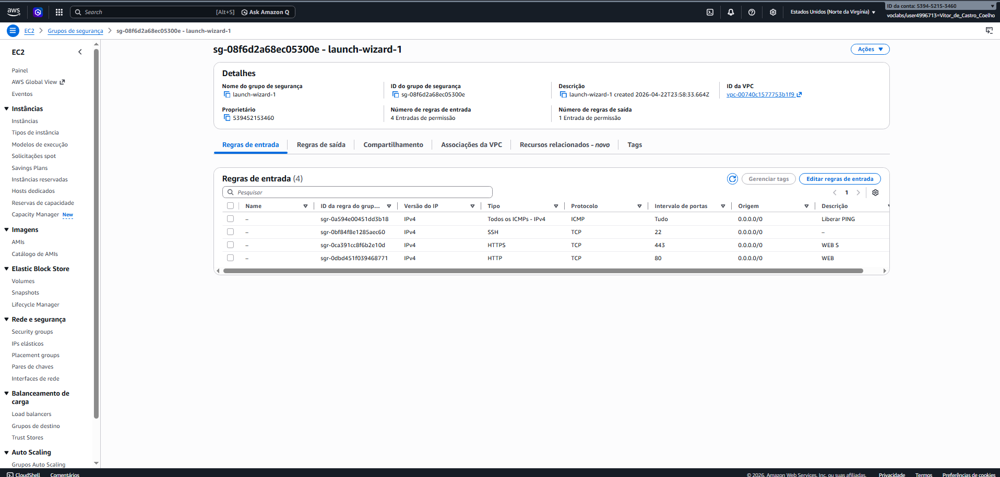 aws
Search [Alt+S] Ask Amazon Q
Estados Unidos (Norte da Virgínia)
ID da conta: 5394-5215-3460
voclabs/user4996713=Vitor_de_Castro_Coelho
EC2 Grupos de segurança sg-08f6d2a68ec05300e - launch-wizard-1
EC2
Painel
AWS Global View
Eventos
Instâncias
Instâncias
Tipos de instância
Modelos de execução
Solicitações spot
Savings Plans
Instâncias reservadas
Hosts dedicados
Reservas de capacidade
Capacity Manager New
Imagens
AMIs
Catálogo de AMIs
Elastic Block Store
Volumes
Snapshots
Lifecycle Manager
Rede e segurança
Security groups
IPs elásticos
Placement groups
Pares de chaves
Interfaces de rede
Balanceamento de
carga
Load balancers
Grupos de destino
Trust Stores
Auto Scaling
Grupos Auto Scaling
sg-08f6d2a68ec05300e - launch-wizard-1
Ações
Detalhes
Nome do grupo de segurança
launch-wizard-1
ID do grupo de segurança
sg-08f6d2a68ec05300e
Descrição
launch-wizard-1 created 2026-04-22T23:58:33.664Z
ID da VPC
vpc-00740c1577753b1f9
Proprietário
539452153460
Número de regras de entrada
4 Entradas de permissão
Número de regras de saída
1 Entrada de permissão
Regras de entrada Regras de saída Compartilhamento Associações da VPC Recursos relacionados - novo Tags
Regras de entrada (4)
Gerenciar tags Editar regras de entrada
Pesquisar
1
Name ID da regra do grup... Versão do IP Tipo Protocolo Intervalo de portas Origem Descrição
– sgr-0a594e00451dd3b18 IPv4 Todos os ICMPs - IPv4 ICMP Tudo 0.0.0.0/0 Liberar PING
– sgr-0bf84f8e1285aec60 IPv4 SSH TCP 22 0.0.0.0/0 –
– sgr-0ca391cc8f6b2e10d IPv4 HTTPS TCP 443 0.0.0.0/0 WEB S
– sgr-0dbd451f039468771 IPv4 HTTP TCP 80 0.0.0.0/0 WEB
CloudShell Comentários
© 2026, Amazon Web Services, Inc. ou suas afiliadas. Privacidade Termos Preferências de cookies